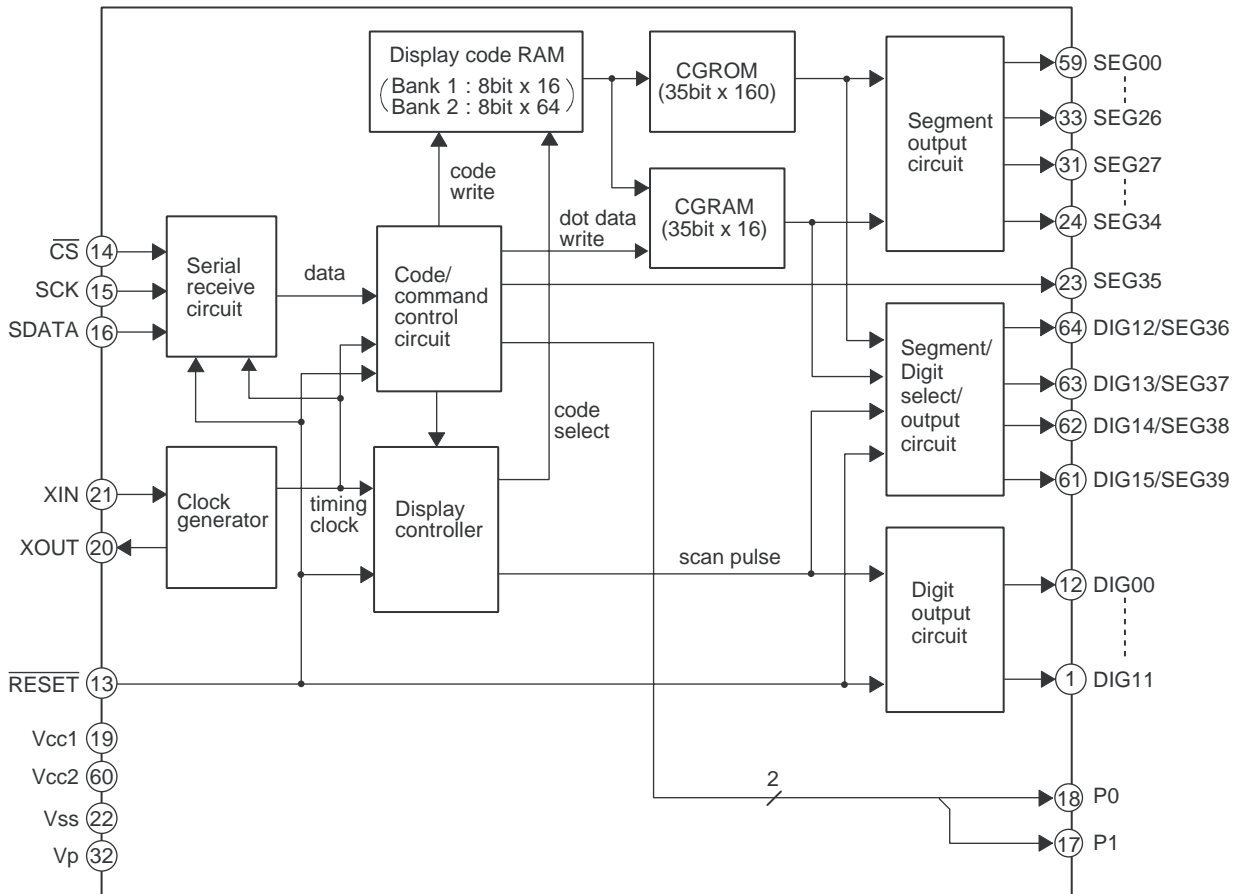 Display code RAM
(Bank 1 : 8bit x 16)
(Bank 2 : 8bit x 64)
CGROM
(35bit x 160)
Segment
output
circuit
59 SEG00
33 SEG26
31 SEG27
24 SEG34
code
write
dot data
write
CGRAM
(35bit x 16)
CS 14
SCK 15
SDATA 16
Serial
receive
circuit
data
Code/
command
control
circuit
23 SEG35
64 DIG12/SEG36
63 DIG13/SEG37
62 DIG14/SEG38
61 DIG15/SEG39
Segment/
Digit
select/
output
circuit
code
select
XIN 21
XOUT 20
Clock
generator
timing
clock
Display
controller
scan pulse
Digit
output
circuit
12 DIG00
1 DIG11
RESET 13
Vcc1 19
Vcc2 60
Vss 22
Vp 32
2
18 P0
17 P1